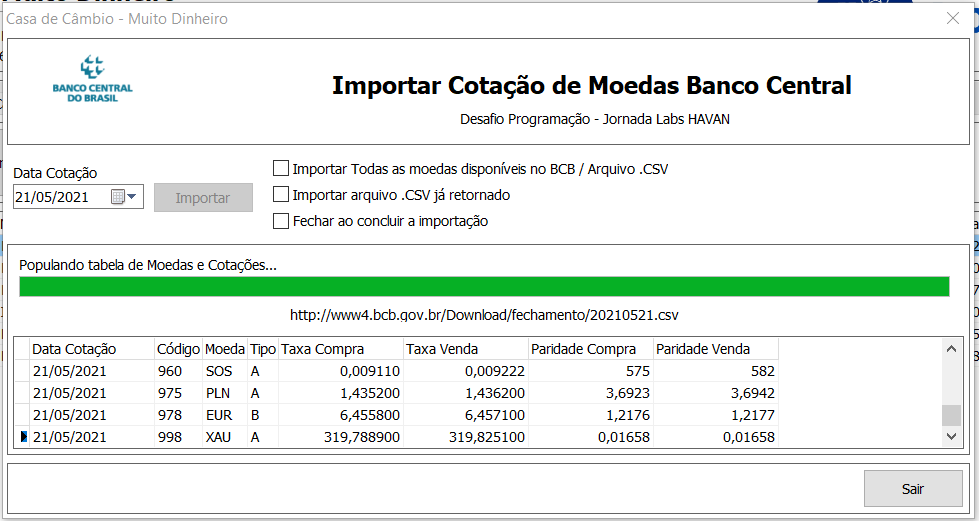 Casa de Câmbio - Muito Dinheiro
BANCO CENTRAL
DO BRASIL
Importar Cotação de Moedas Banco Central
Desafio Programação - Jornada Labs HAVAN
Data Cotação
21/05/2021
Importar
Importar Todas as moedas disponíveis no BCB / Arquivo .CSV
Importar arquivo .CSV já retornado
Fechar ao concluir a importação
Populando tabela de Moedas e Cotações...
http://www4.bcb.gov.br/Download/fechamento/20210521.csv
Data Cotação Código Moeda Tipo Taxa Compra Taxa Venda Paridade Compra Paridade Venda
21/05/2021 960 SOS A 0,009110 0,009222 575 582
21/05/2021 975 PLN A 1,435200 1,436200 3,6923 3,6942
21/05/2021 978 EUR B 6,455800 6,457100 1,2176 1,2177
21/05/2021 998 XAU A 319,788900 319,825100 0,01658 0,01658
Sair